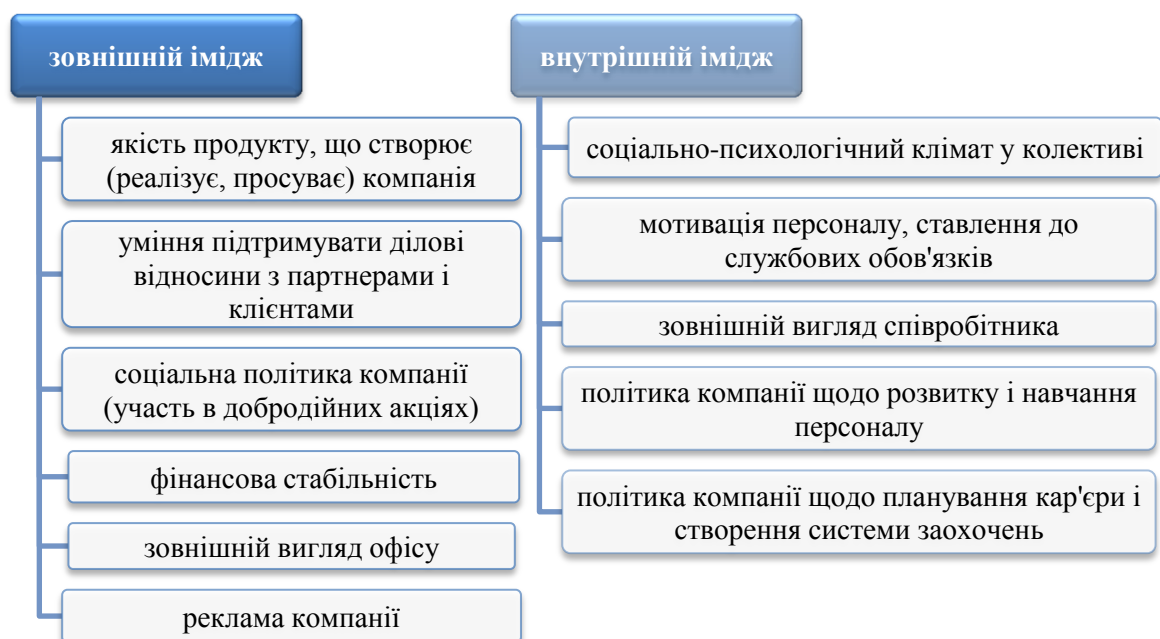 зовнішній імідж
якість продукту, що створює
(реалізує, просуває) компанія
уміння підтримувати ділові
відносини з партнерами і
клієнтами
соціальна політика компанії
(участь в добродійних акціях)
фінансова стабільність
зовнішній вигляд офісу
реклама компанії
внутрішній імідж
соціально-психологічний клімат у колективі
мотивація персоналу, ставлення до
службових обов'язків
зовнішній вигляд співробітника
політика компанії щодо розвитку і навчання
персоналу
політика компанії щодо планування кар'єри і
створення системи заохочень